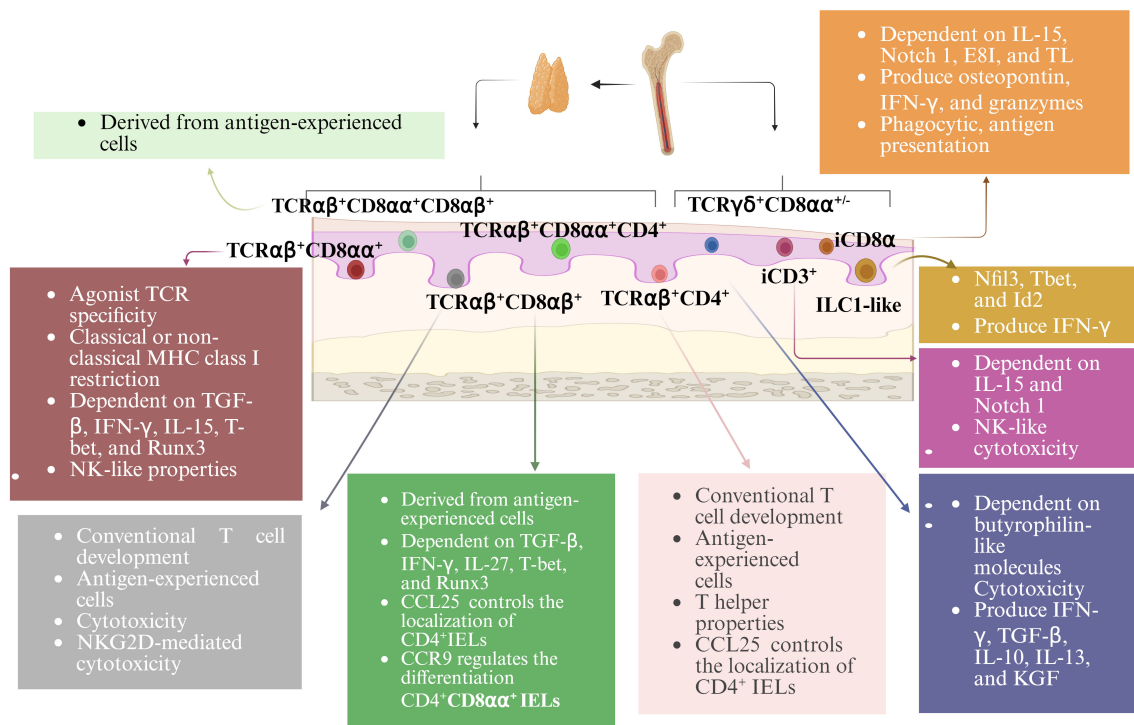 • Dependent on IL-15,
Notch 1, E8I, and TL
• Produce osteopontin,
IFN-γ, and granzymes
• Phagocytic, antigen
presentation
• Derived from antigen-experienced
cells
TCRαβ⁺CD8αα⁺CD8αβ⁺
TCRγδ⁺CD8αα⁺/⁻
TCRαβ⁺CD8αα⁺CD4⁺
TCRαβ⁺CD8αα⁺
iCD8α
iCD3⁺
TCRαβ⁺CD8αβ⁺
TCRαβ⁺CD4⁺
ILC1-like
• Agonist TCR
specificity
• Classical or non-
classical MHC class I
restriction
• Dependent on TGF-
β, IFN-γ, IL-15, T-
bet, and Runx3
• NK-like properties
• Nfil3, Tbet,
and Id2
• Produce IFN-γ
• Dependent on
IL-15 and
Notch 1
• NK-like
cytotoxicity
• Conventional T cell
development
• Antigen-experienced
cells
• Cytotoxicity
• NKG2D-mediated
cytotoxicity
• Derived from antigen-
experienced cells
• Dependent on TGF-β,
IFN-γ, IL-27, T-bet,
and Runx3
• CCL25 controls the
localization of
CD4⁺IELs
• CCR9 regulates the
differentiation
CD4⁺CD8αα⁺ IELs
• Conventional T
cell development
• Antigen-
experienced
cells
• T helper
properties
• CCL25 controls
the localization of
CD4⁺ IELs
• Dependent on
butyrophilin-
like
molecules
Cytotoxicity
• Produce IFN-
γ, TGF-β,
IL-10, IL-13,
and KGF